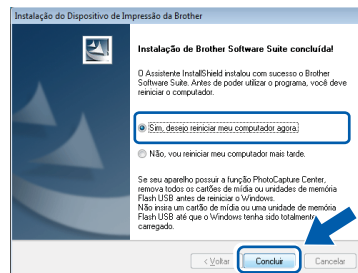 Instalação do Dispositivo de Impressão da Brother
Instalação de Brother Software Suite concluída!
O Assistente InstallShield instalou com sucesso o Brother
Software Suite. Antes de poder utilizar o programa, você deve
reiniciar o computador.
Sim, desejo reiniciar meu computador agora.
Não, vou reiniciar meu computador mais tarde.
Se seu aparelho possuir a função PhotoCapture Center,
remova todos os cartões de mídia ou unidades de memória
Flash USB antes de reiniciar o Windows.
Não insira um cartão de mídia ou uma unidade de memória
Flash USB até que o Windows tenha sido totalmente
carregado.
< Voltar
Concluir
Cancelar